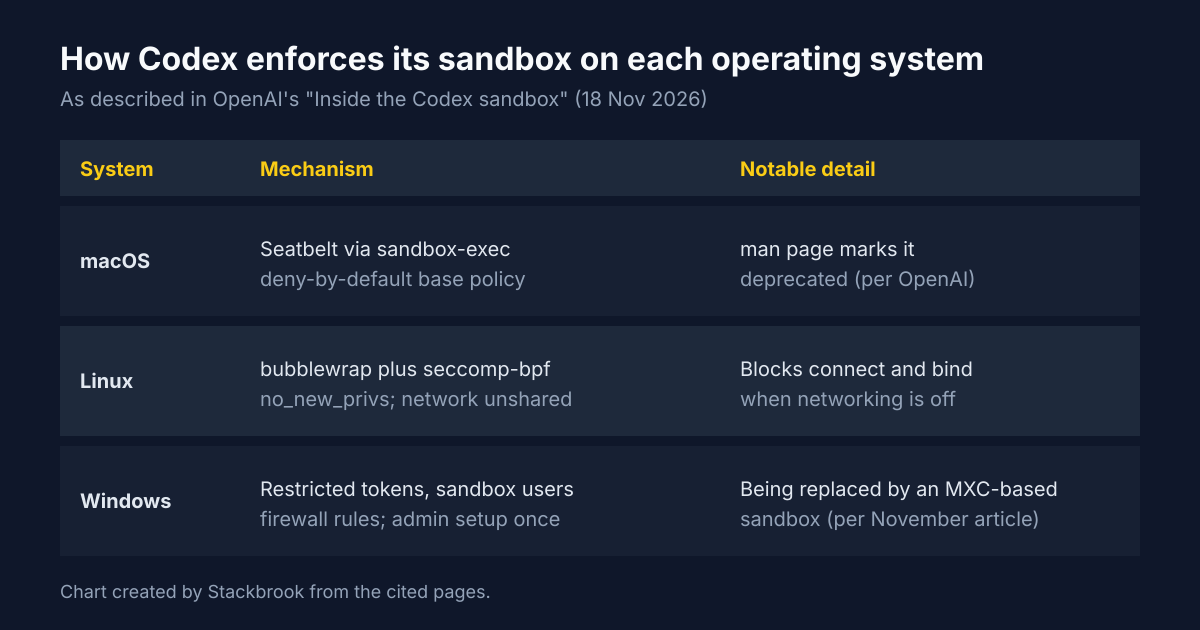 How Codex enforces its sandbox on each operating system
As described in OpenAI's "Inside the Codex sandbox" (18 Nov 2026)
System
Mechanism
Notable detail
macOS
Seatbelt via sandbox-exec
deny-by-default base policy
man page marks it
deprecated (per OpenAI)
Linux
bubblewrap plus seccomp-bpf
no_new_privs; network unshared
Blocks connect and bind
when networking is off
Windows
Restricted tokens, sandbox users
firewall rules; admin setup once
Being replaced by an MXC-based
sandbox (per November article)
Chart created by Stackbrook from the cited pages.